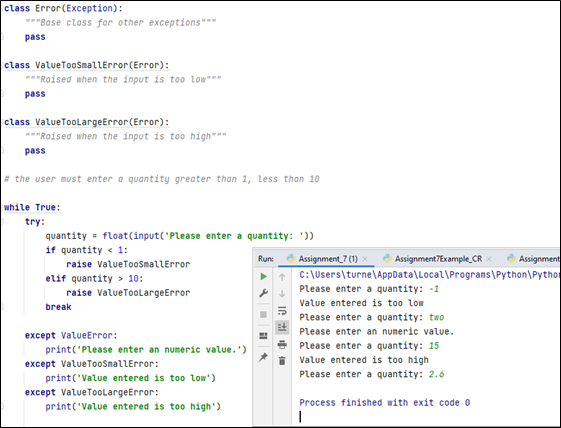 class Error(Exception):
    """Base class for other exceptions"""
    pass
class ValueTooSmallError(Error):
    """Raised when the input is too low"""
    pass
class ValueTooLargeError(Error):
    """Raised when the input is too high"""
    pass
# the user must enter a quantity greater than 1, less than 10
while True:
    try:
        quantity = float(input('Please enter a quantity: '))
        if quantity < 1:
            raise ValueTooSmallError
        elif quantity > 10:
            raise ValueTooLargeError
        break
    except ValueError:
        print('Please enter an numeric value.')
    except ValueTooSmallError:
        print('Value entered is too low')
    except ValueTooLargeError:
        print('Value entered is too high')
Run: Assignment_7 (1) × Assignment7Example_CR × Assignment
C:\Users\turne\AppData\Local\Programs\Python\Python
Please enter a quantity: -1
Value entered is too low
Please enter a quantity: two
Please enter an numeric value.
Please enter a quantity: 15
Value entered is too high
Please enter a quantity: 2.6
Process finished with exit code 0